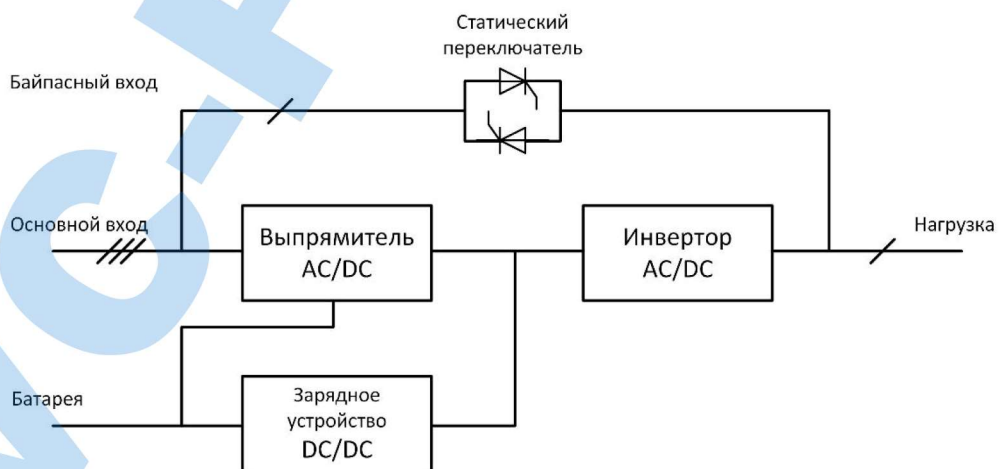 Статический
переключатель
Байпасный вход
Основной вход
Выпрямитель
AC/DC
Инвертор
AC/DC
Нагрузка
Батарея
Зарядное
устройство
DC/DC